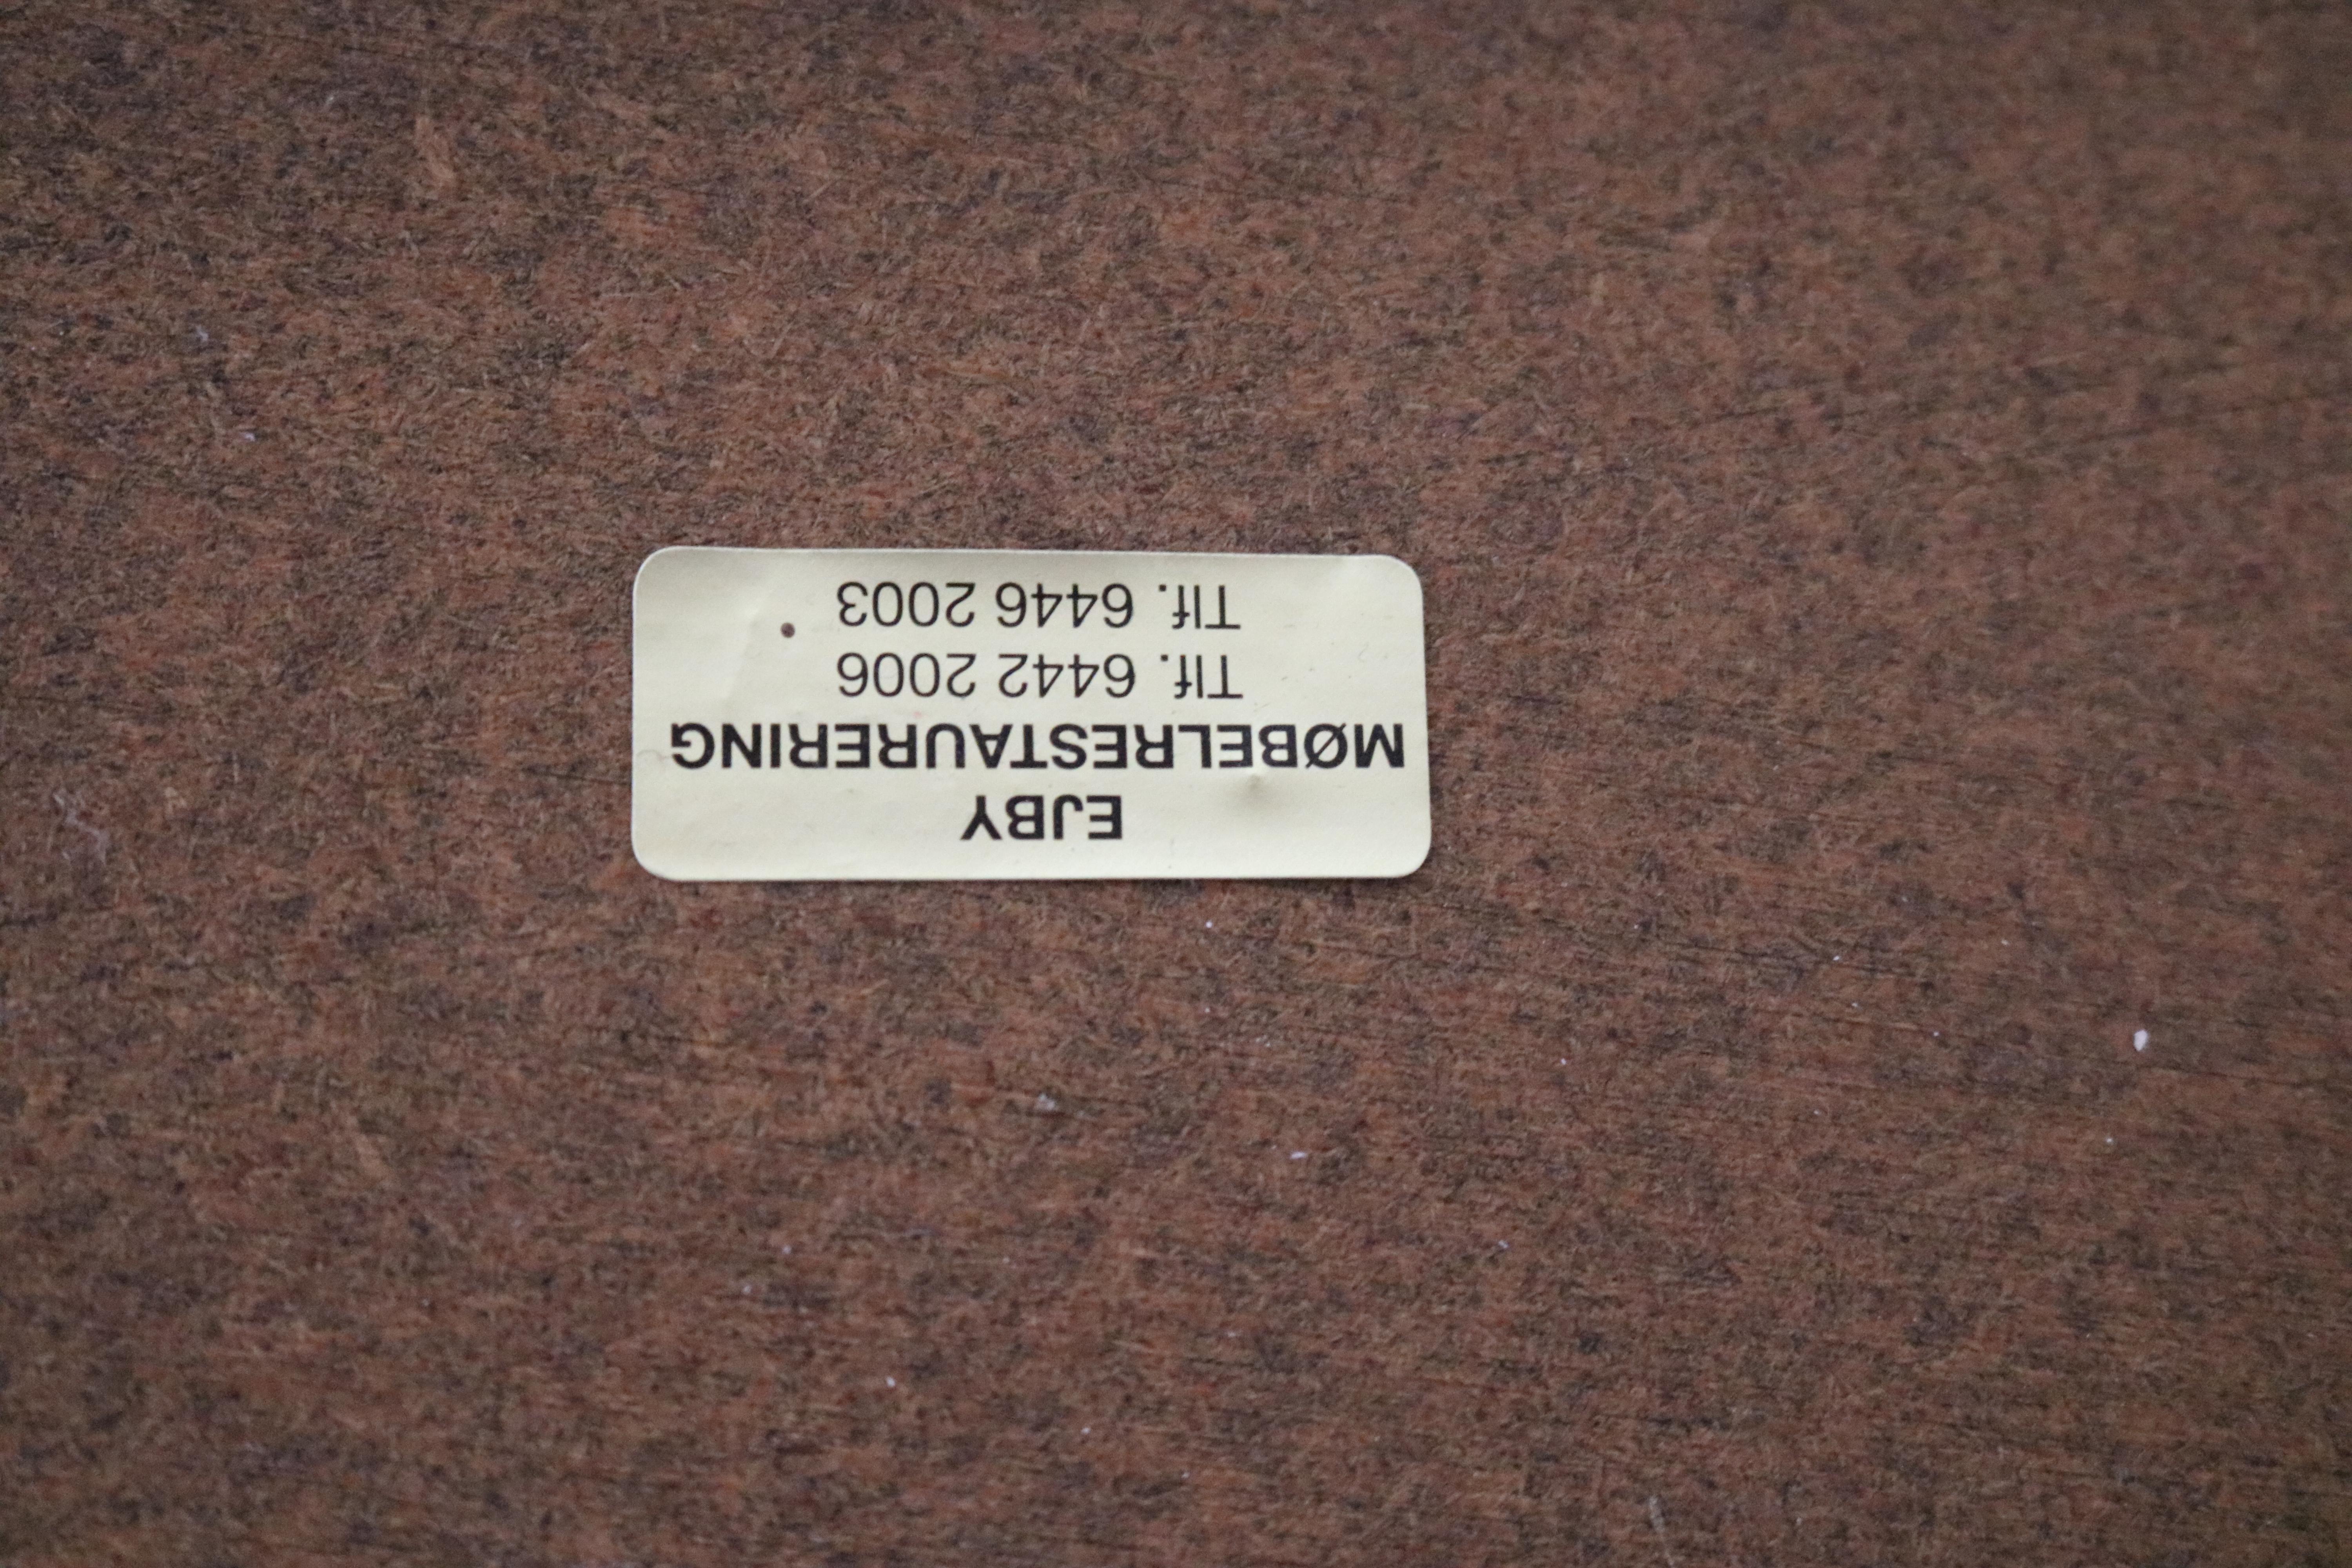 EJBY
MØBELRESTAURERING
Tlf. 6442 2006
Tlf. 6446 2003